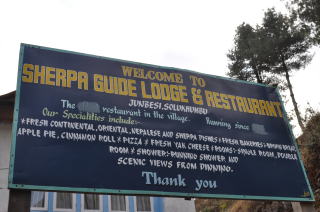 WELCOME TO
SHERPA GUIDE LODGE & RESTAURANT
JUNBESI, SOLUKHUMBU
The restaurant in the village. Running since
Our Specialities include:-
*FRESH CONTINENTAL, ORIENTAL, NEPALESE AND SHERPA DISHES * FRESH BAKERIES:- BROWN BREAD
APPLE PIE, CINNAMON ROLL * PIZZA * FRESH YAK CHEESE * ROOMS:- SINGLE ROOM, DOUBLE
ROOM * SHOWER:- RUNNING SHOWER, AND
SCENIC VIEWS FROM DINNING.
Thank you